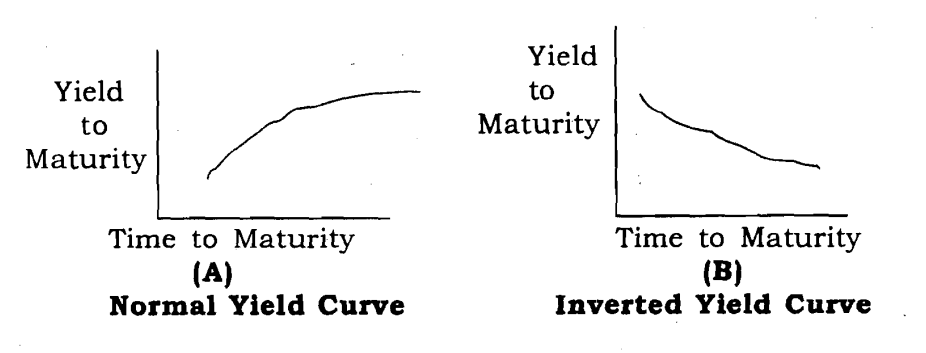 Yield
to
Maturity
Time to Maturity
(A)
Normal Yield Curve
Yield
to
Maturity
Time to Maturity
(B)
Inverted Yield Curve